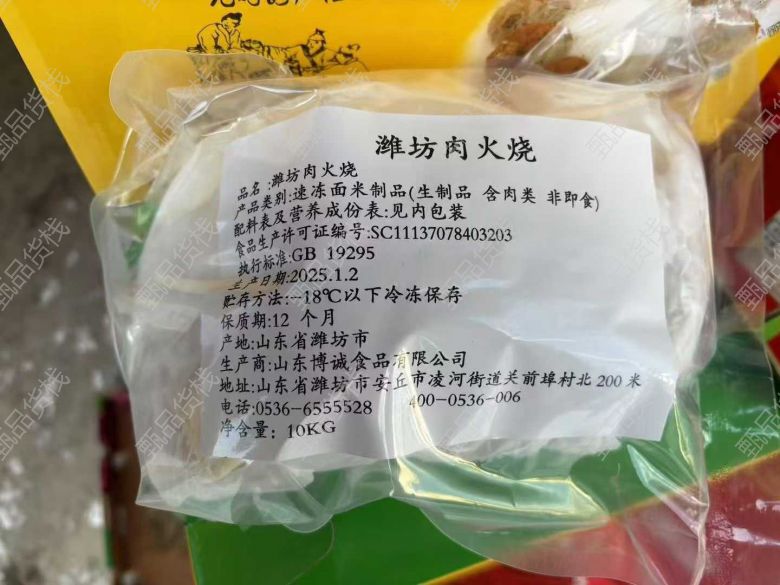 潍坊肉火烧
品名:潍坊肉火烧
产品类别:速冻面米制品(生制品 含肉类 非即食)
配料表及营养成份表:见内包装
食品生产许可证编号:SC11137078403203
执行标准:GB 19295
生产日期:2025.1.2
贮存方法:-18℃以下冷冻保存
保质期:12 个月
产地:山东省潍坊市
生产商:山东博诚食品有限公司
地址:山东省潍坊市安丘市凌河街道关前埠村北200米
电话:0536-6555528 400-0536-006
净含量: 10KG
甄品货栈